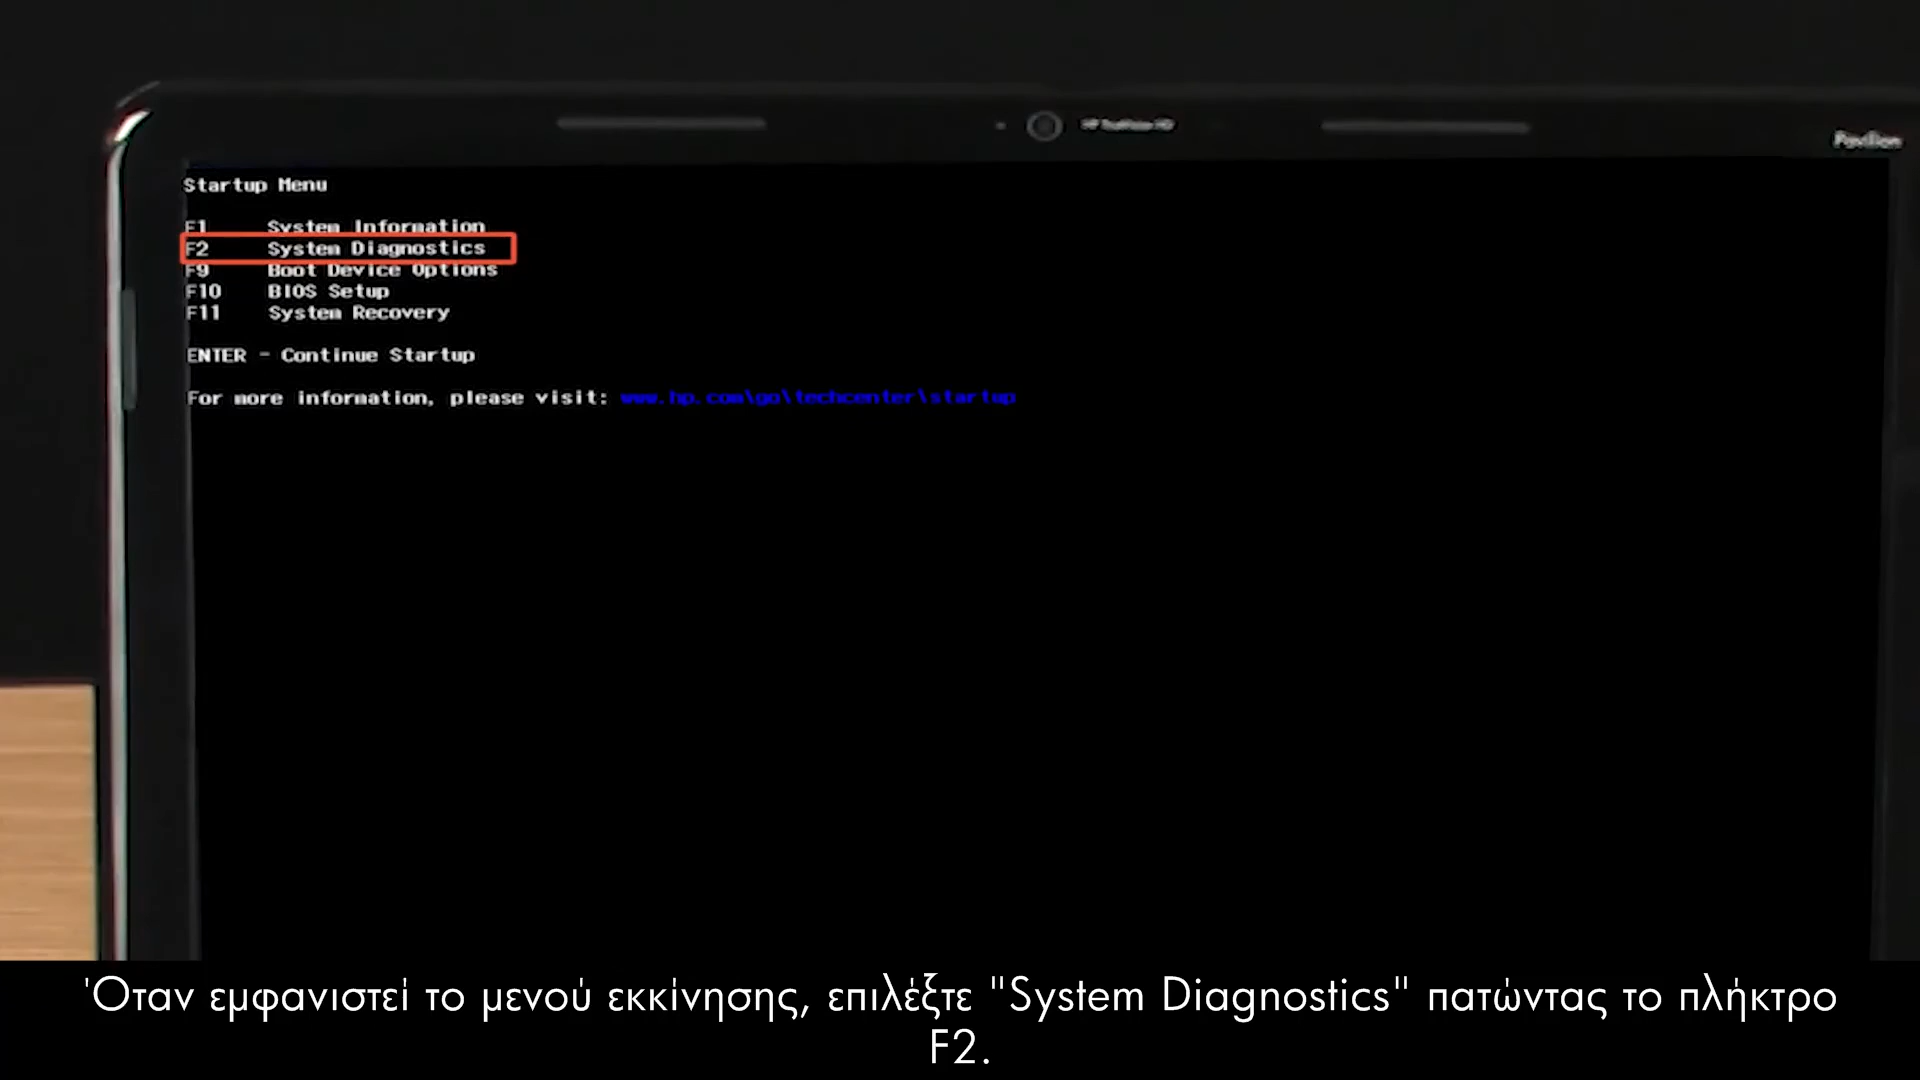 Pavilion
Startup Menu
F1 System Information
F2 System Diagnostics
F9 Boot Device Options
F10 BIOS Setup
F11 System Recovery
ENTER - Continue Startup
For more information, please visit: www.hp.com\go\techcenter\startup
Όταν εμφανιστεί το μενού εκκίνησης, επιλέξτε "System Diagnostics" πατώντας το πλήκτρο
F2.